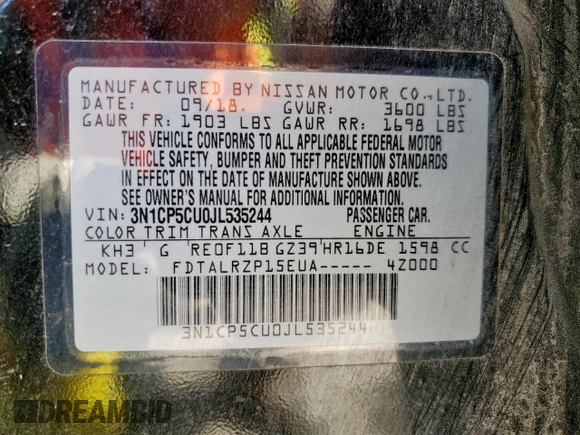 MANUFACTURED BY NISSAN MOTOR CO.,LTD.
DATE: 09/18. GVWR: 3600 LBS
GAWR FR: 1903 LBS GAWR RR: 1698 LBS
THIS VEHICLE CONFORMS TO ALL APPLICABLE FEDERAL MOTOR
VEHICLE SAFETY, BUMPER AND THEFT PREVENTION STANDARDS
IN EFFECT ON THE DATE OF MANUFACTURE SHOWN ABOVE.
SEE OWNER'S MANUAL FOR ADDITIONAL INFORMATION.
VIN: 3N1CP5CU0JL535244 PASSENGER CAR.
COLOR TRIM TRANS AXLE ENGINE
KH3 G RE0F11B GZ39 HR16DE 1598 CC
MODEL: FDTALRZP15EUA----- 4Z000
3N1CP5CU0JL535244
DREAMBID